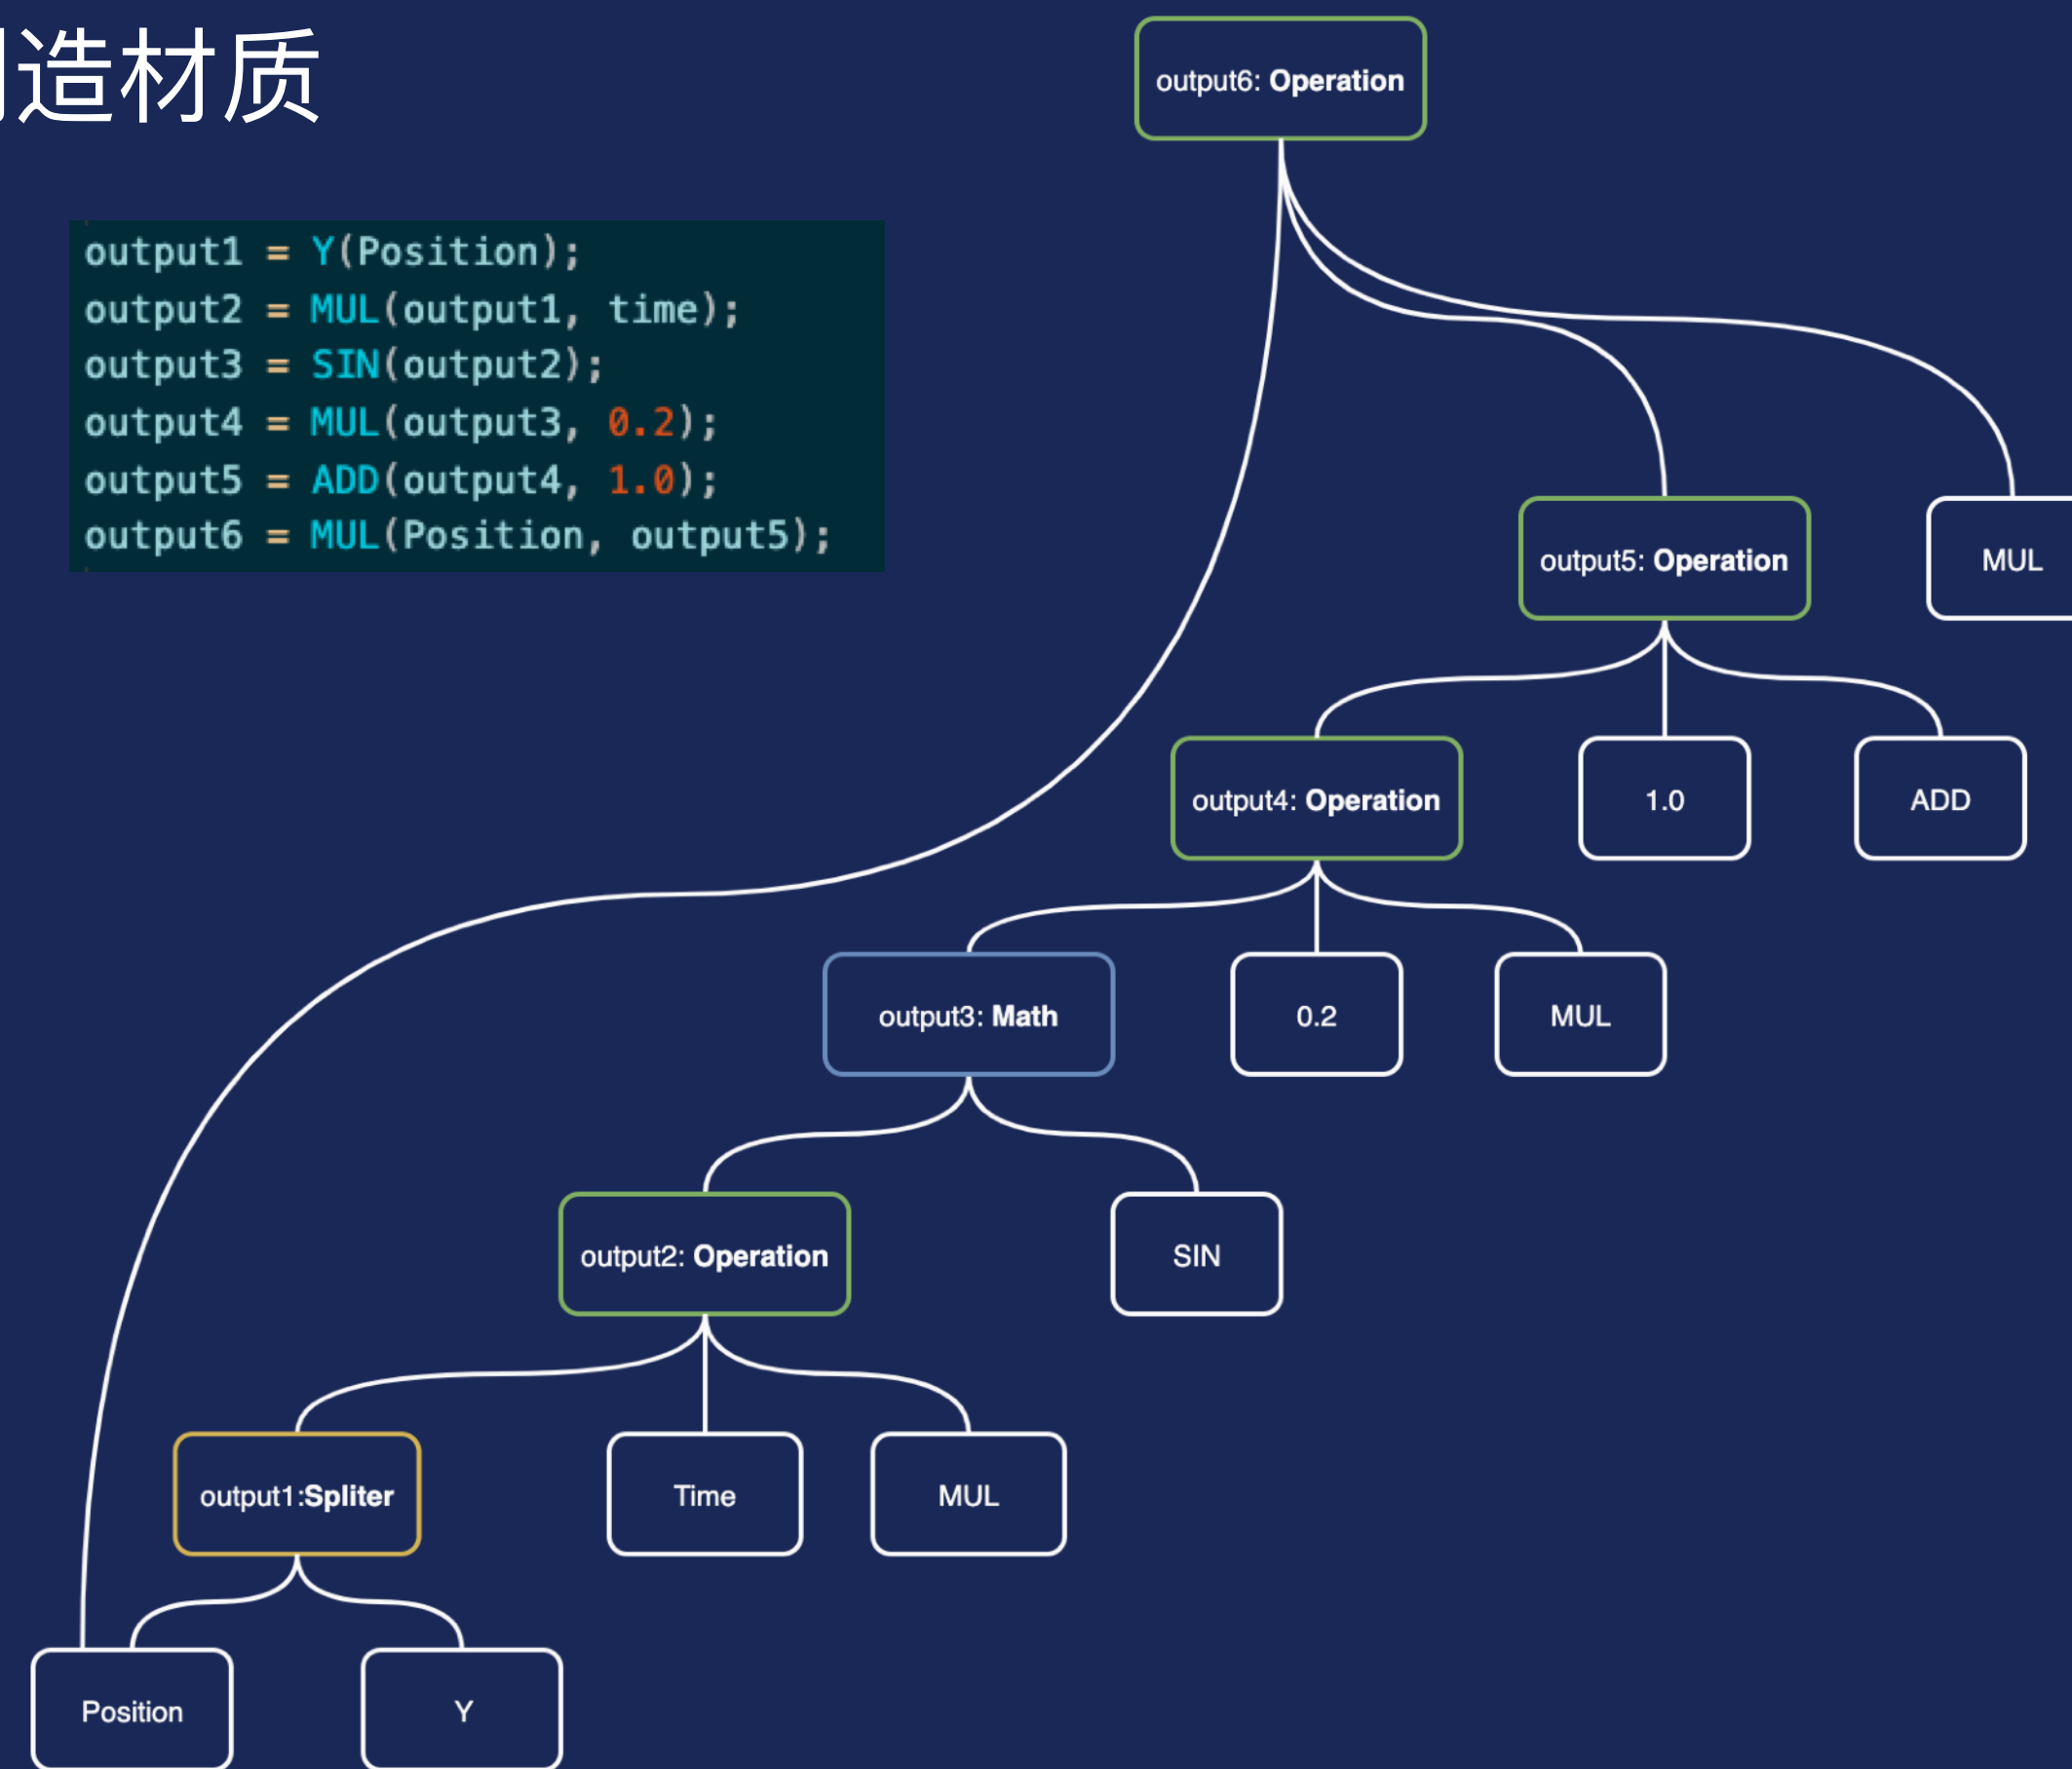 造材质
output6: Operation
output1 = Y(Position);
output2 = MUL(output1, time);
output3 = SIN(output2);
output4 = MUL(output3, 0.2);
output5 = ADD(output4, 1.0);
output6 = MUL(Position, output5);
output5: Operation
MUL
output4: Operation
1.0
ADD
output3: Math
0.2
MUL
output2: Operation
SIN
output1:Spliter
Time
MUL
Position
Y